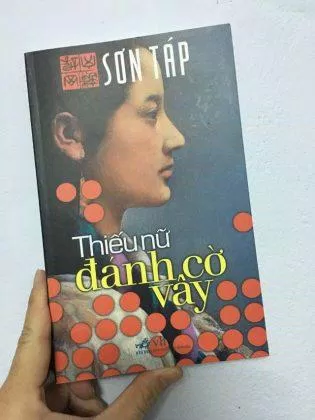 SƠN TÁP
Thiếu nữ
đánh cờ
vây